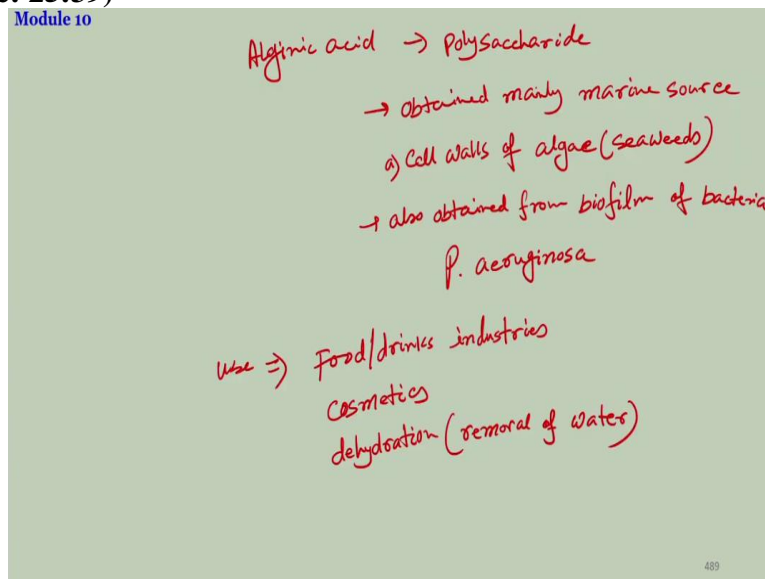 Module 10
Alginic acid → Polysaccharide
→ obtained mainly marine source
a) Cell walls of algae (seaweeds)
→ also obtained from biofilm of bacteria
P. aeruginosa
Use ⇒ Food/drinks industries
Cosmetics
dehydration (removal of water)
489